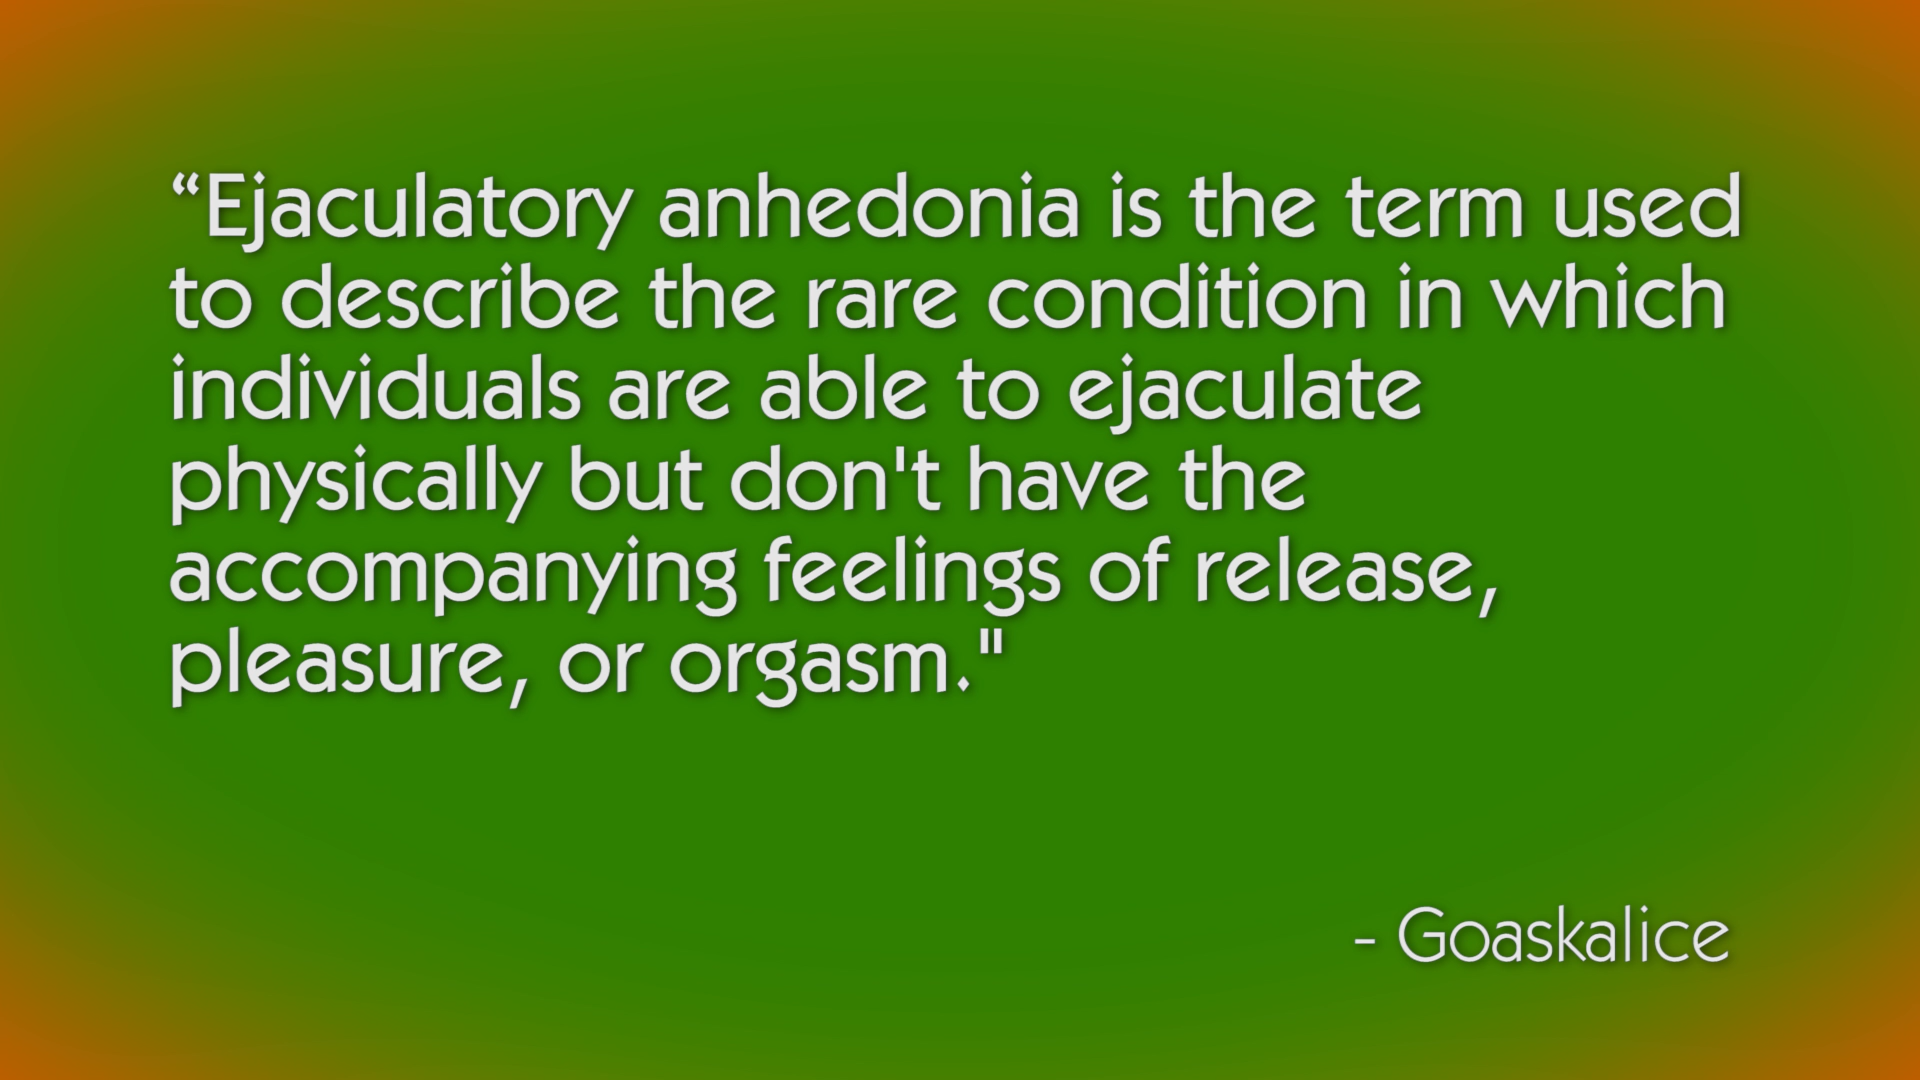 “Ejaculatory anhedonia is the term used
to describe the rare condition in which
individuals are able to ejaculate
physically but don't have the
accompanying feelings of release,
pleasure, or orgasm."
- Goaskalice